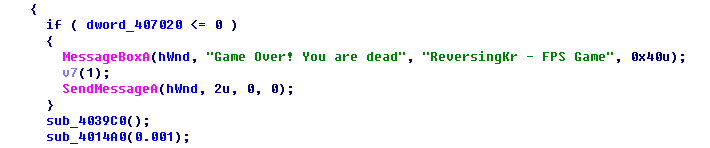 {
if ( dword_407020 <= 0 )
{
MessageBoxA(hWnd, "Game Over! You are dead", "ReversingKr - FPS Game", 0x40u);
v7(1);
SendMessageA(hWnd, 2u, 0, 0);
}
sub_4039C0();
sub_4014A0(0.001);